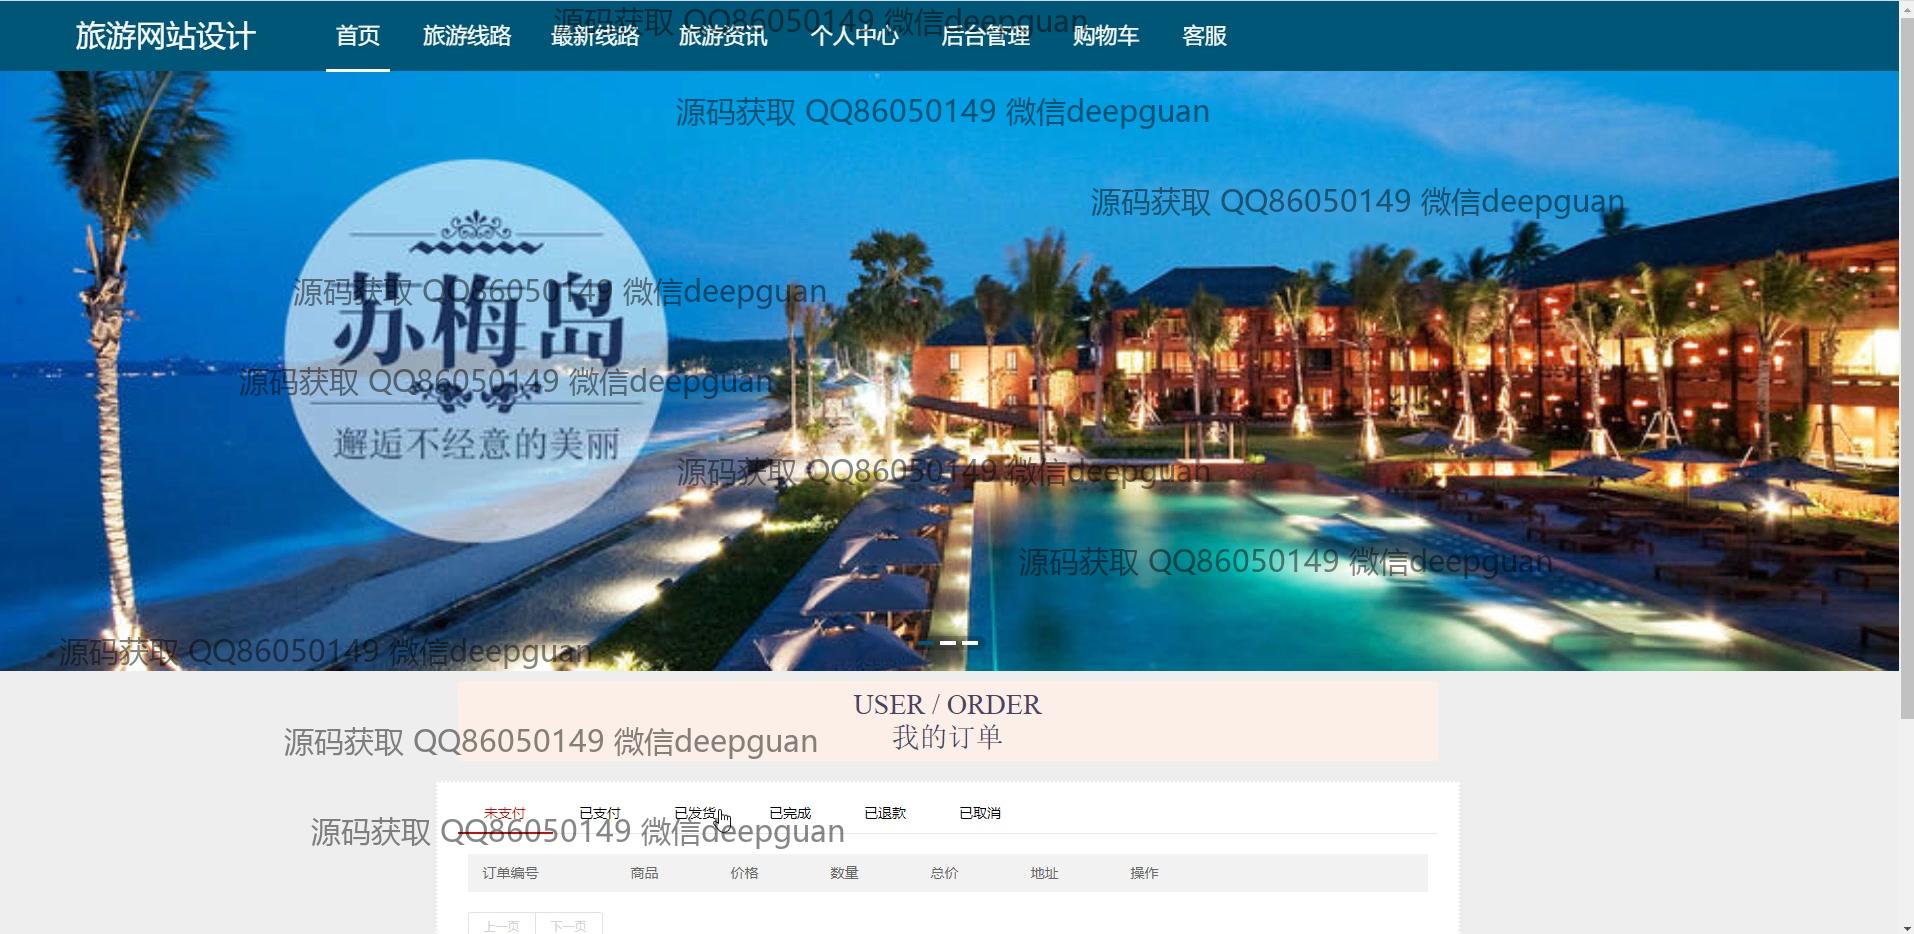 旅游网站设计 首页 旅游线路 最新线路 旅游资讯 个人中心 后台管理 购物车 客服
源码获取 QQ86050149 微信deepguan
源码获取 QQ86050149 微信deepguan
源码获取 QQ86050149 微信deepguan
源码获取 QQ86050149 微信deepguan
苏梅岛
源码获取 QQ86050149 微信deepguan
邂逅不经意的美丽
源码获取 QQ86050149 微信deepguan
源码获取 QQ86050149 微信deepguan
源码获取 QQ86050149 微信deepguan
USER / ORDER
我的订单
源码获取 QQ86050149 微信deepguan
未支付 已支付 已发货 已完成 已退款 已取消
源码获取 QQ86050149 微信deepguan
订单编号 商品 价格 数量 总价 地址 操作
上一页 下一页